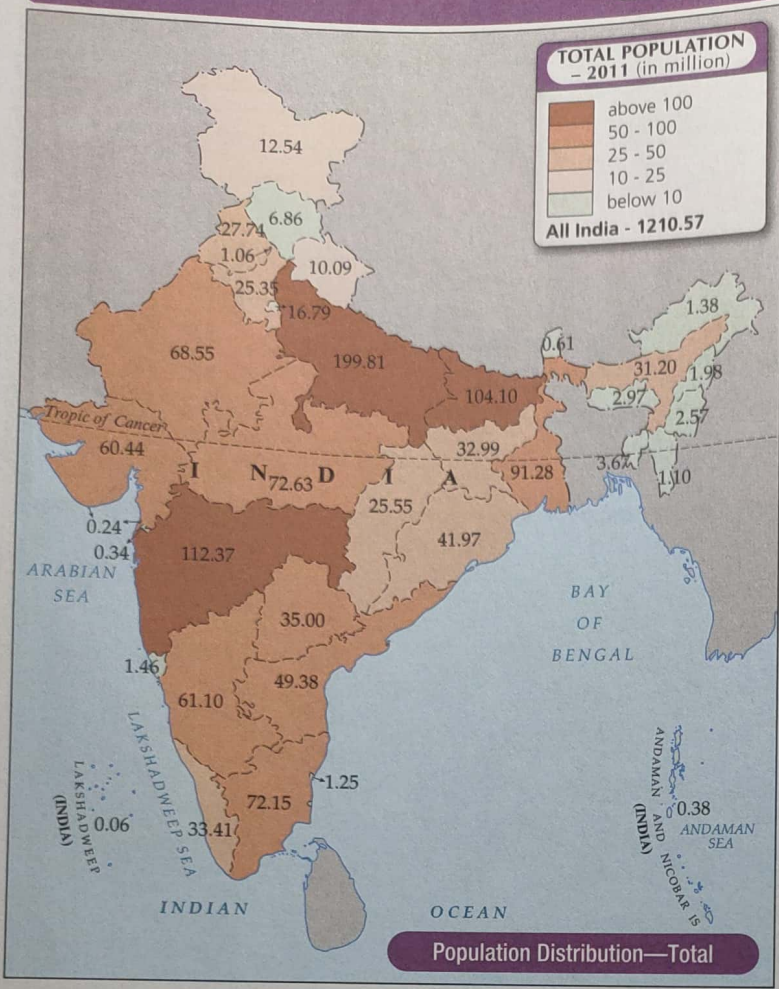 TOTAL POPULATION
– 2011 (in million)
above 100
50 - 100
25 - 50
10 - 25
below 10
All India - 1210.57
12.54
6.86
27.74
1.06
10.09
25.35
16.79
1.38
0.61
68.55
199.81
31.20
1.98
104.10
2.97
2.57
Tropic of Cancer
60.44
32.99
3.67
I N D I A
72.63
91.28
1.10
25.55
0.24
41.97
0.34
112.37
ARABIAN
SEA
BAY
OF
BENGAL
35.00
1.46
49.38
61.10
LAKSHADWEEP SEA
1.25
72.15
LAKSHADWEEP
(INDIA)
0.06
33.41
ANDAMAN AND NICOBAR IS
(INDIA)
0.38
ANDAMAN
SEA
INDIAN OCEAN
Population Distribution—Total